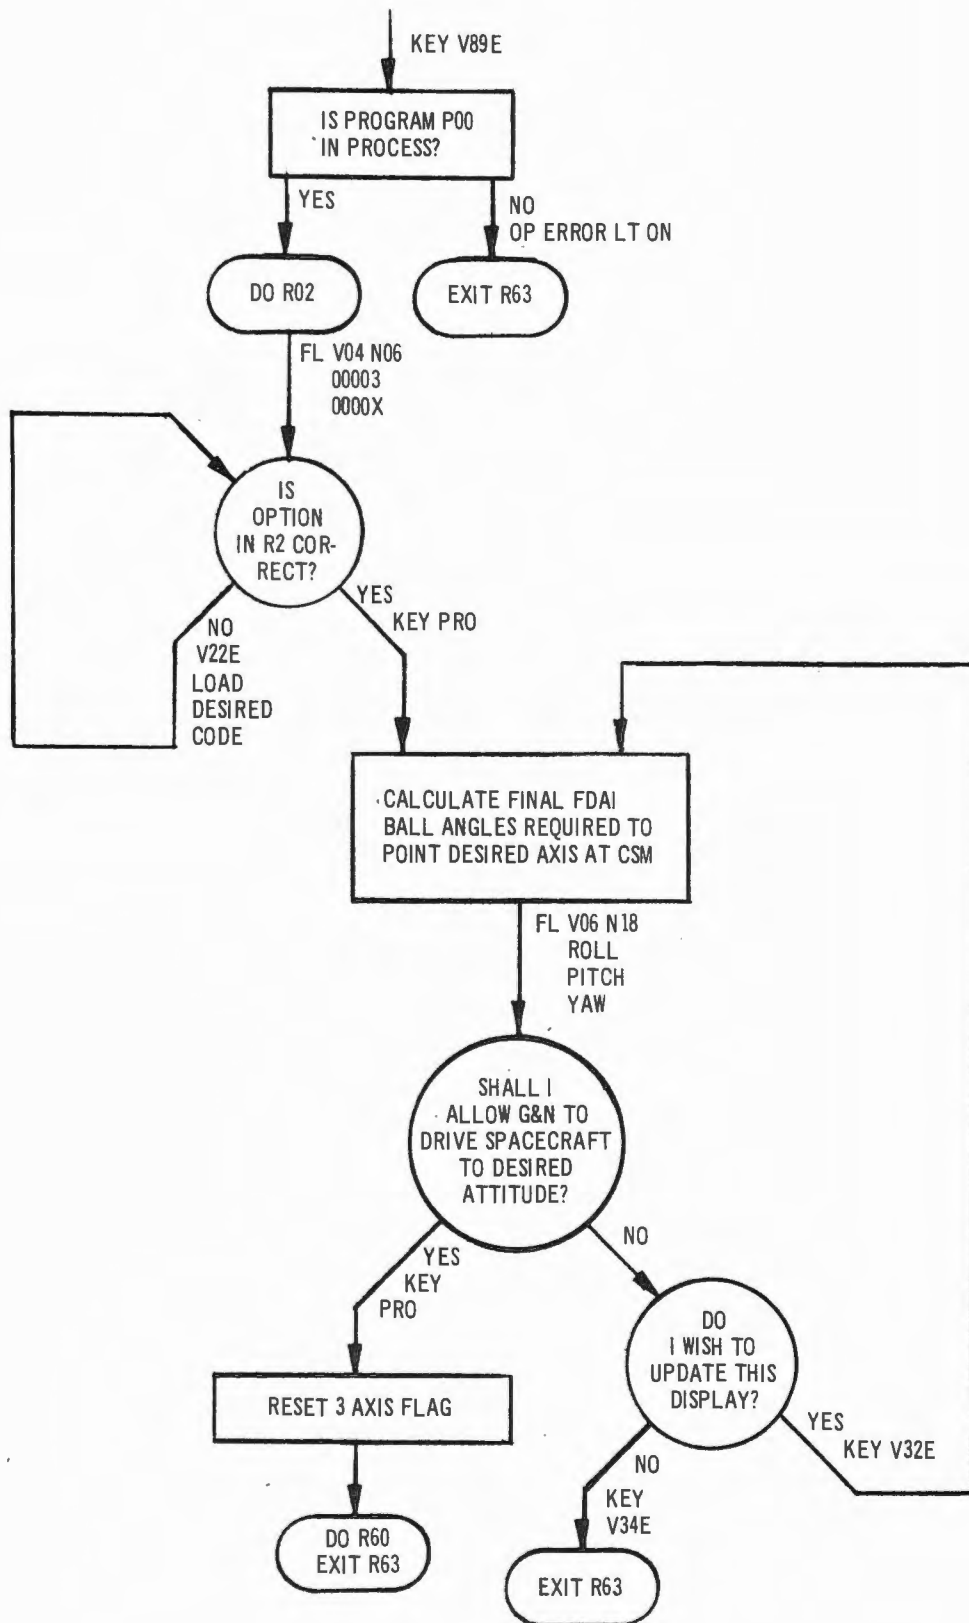 KEY V89E
IS PROGRAM P00
IN PROCESS?
YES
NO
OP ERROR LT ON
DO R02
EXIT R63
FL V04 N06
00003
0000X
IS
OPTION
IN R2 COR-
RECT?
YES
KEY PRO
NO
V22E
LOAD
DESIRED
CODE
CALCULATE FINAL FDAI
BALL ANGLES REQUIRED TO
POINT DESIRED AXIS AT CSM
FL V06 N18
ROLL
PITCH
YAW
SHALL I
ALLOW G&N TO
DRIVE SPACECRAFT
TO DESIRED
ATTITUDE?
YES
KEY
PRO
NO
DO
I WISH TO
UPDATE THIS
DISPLAY?
RESET 3 AXIS FLAG
YES
KEY V32E
NO
KEY
V34E
DO R60
EXIT R63
EXIT R63